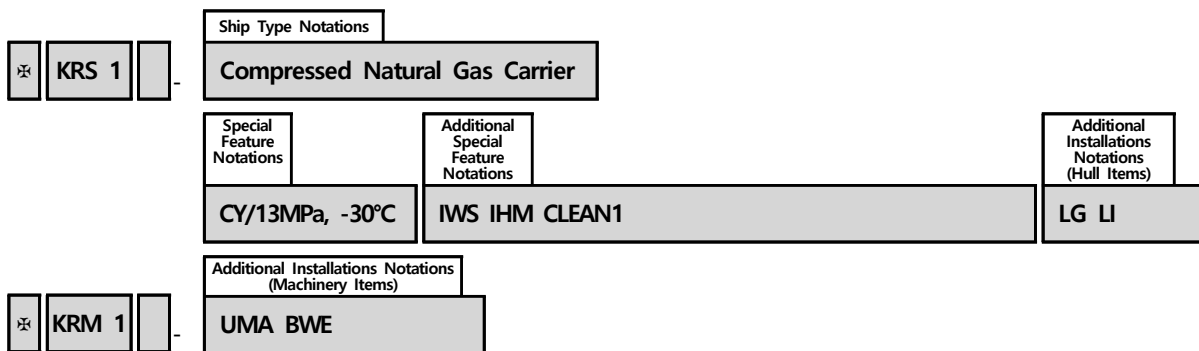 Ship Type Notations
✠ KRS 1 - Compressed Natural Gas Carrier
Special
Feature
Notations
Additional
Special
Feature
Notations
Additional
Installations
Notations
(Hull Items)
CY/13MPa, -30℃ IWS IHM CLEAN1 LG LI
Additional Installations Notations
(Machinery Items)
✠ KRM 1 - UMA BWE